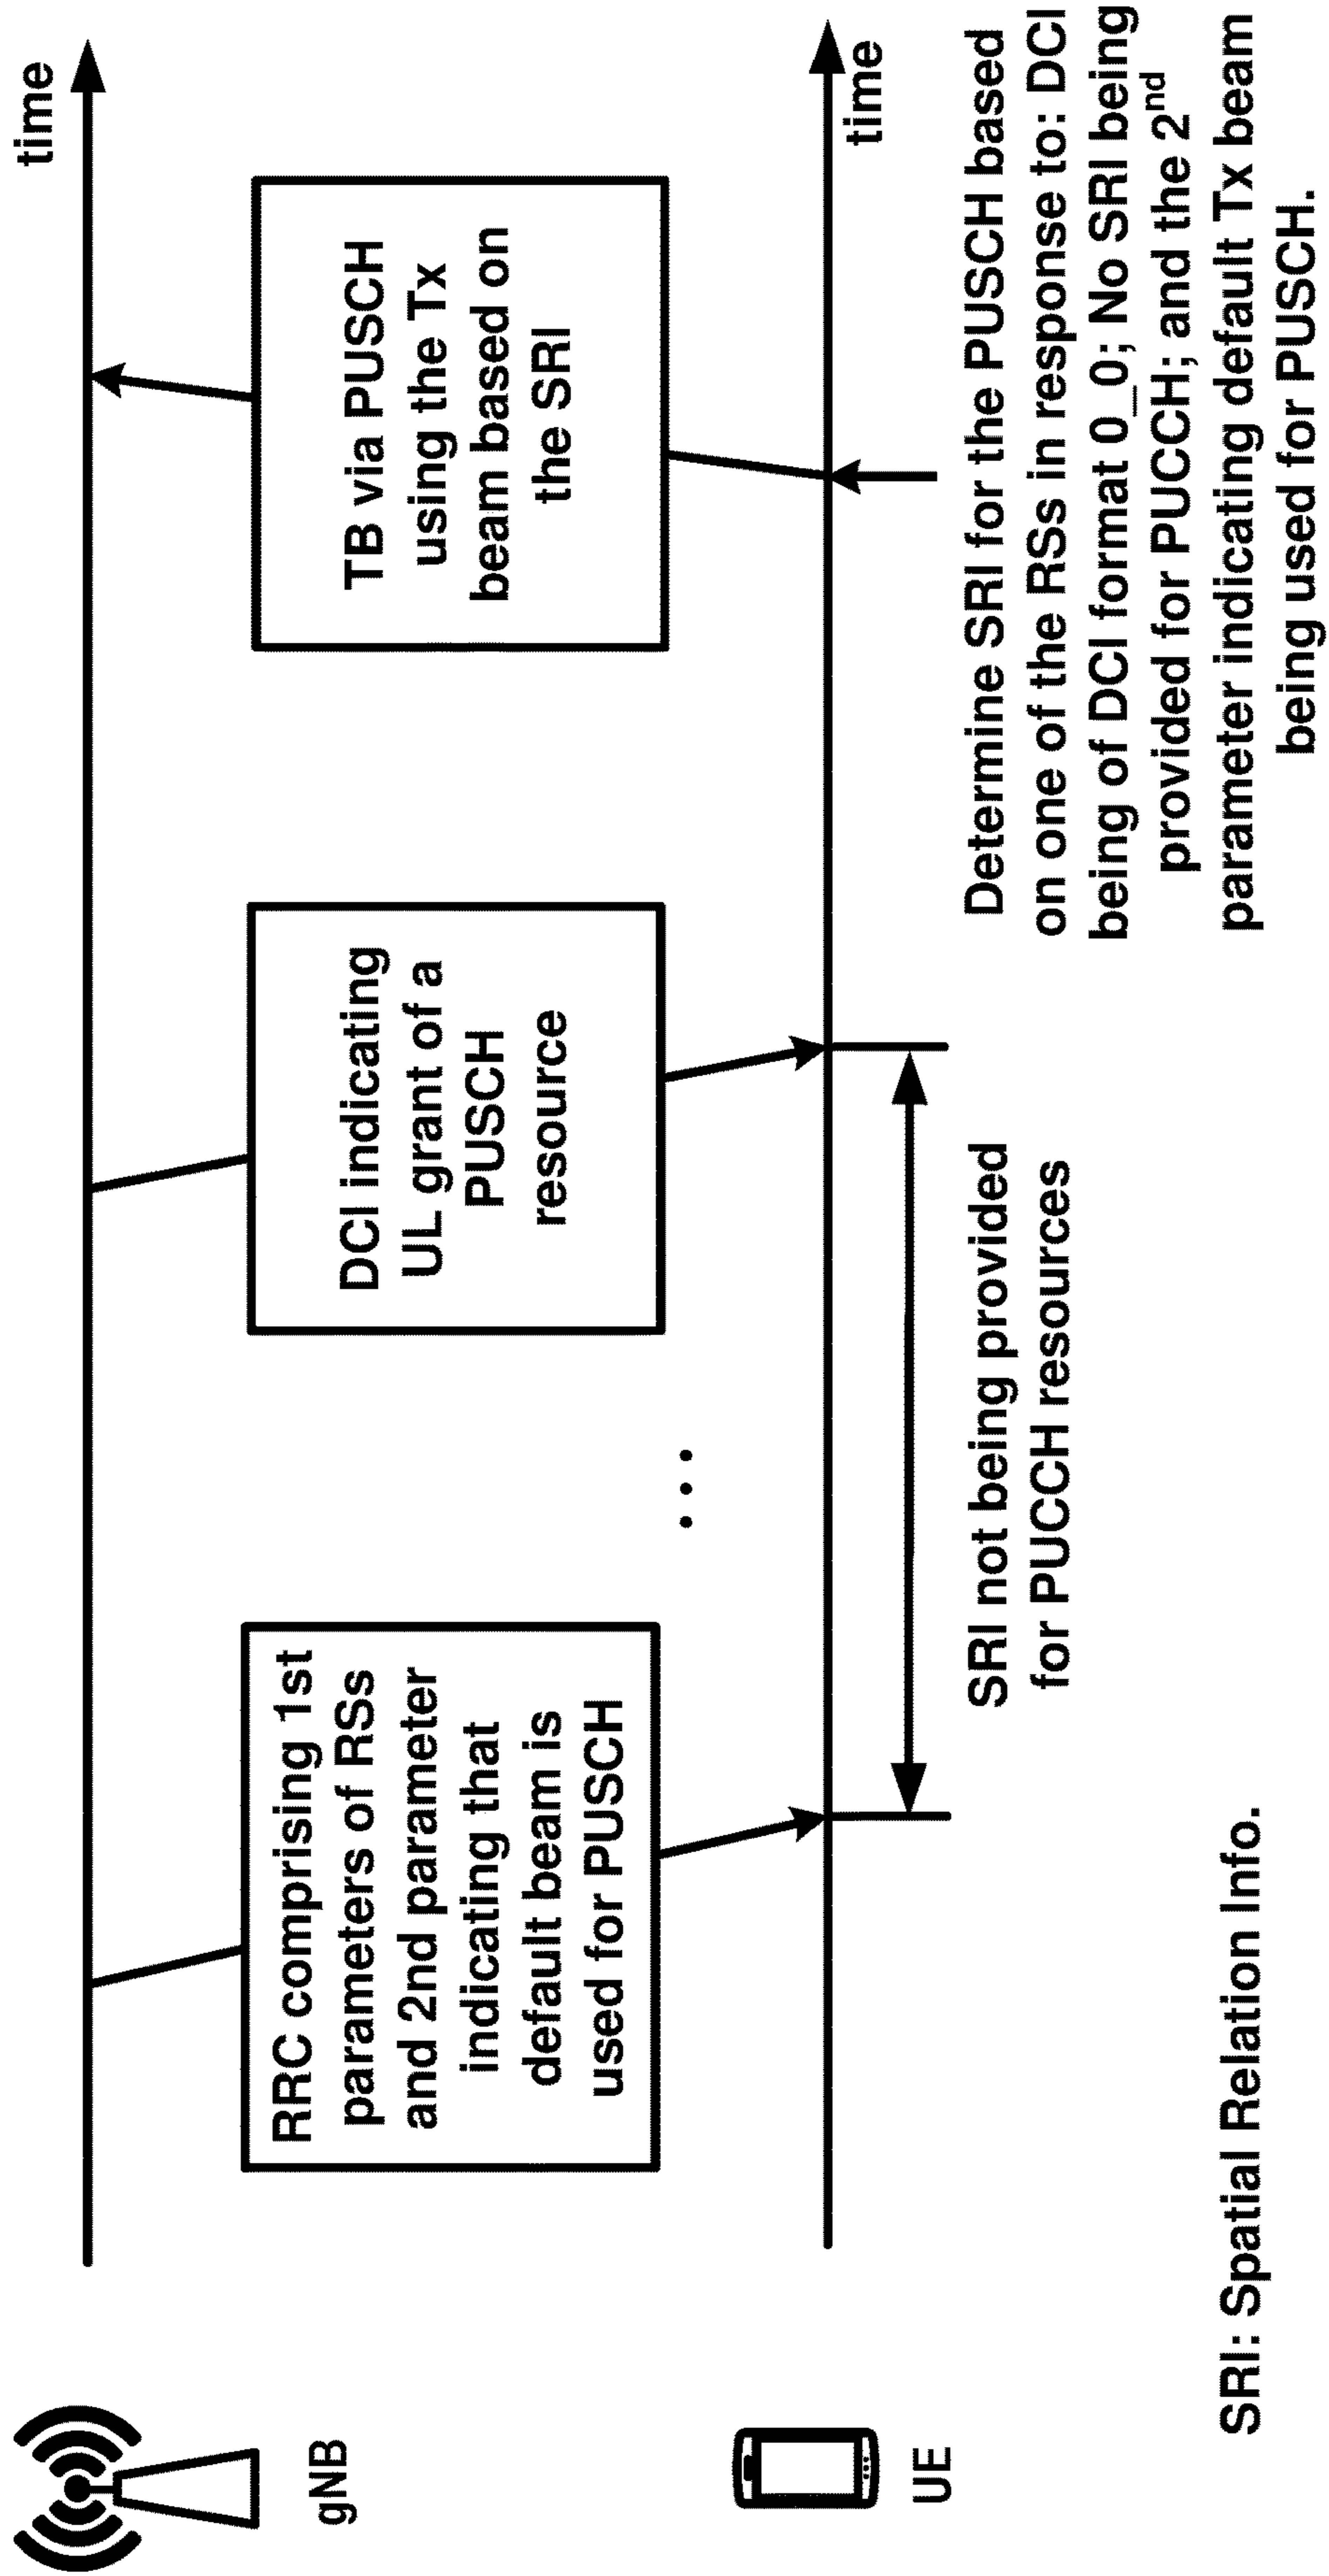 time
gNB
RRC comprising 1st
parameters of RSs
and 2nd parameter
indicating that
default beam is
used for PUSCH
DCI indicating
UL grant of a
PUSCH
resource
TB via PUSCH
using the Tx
beam based on
the SRI
. . .
time
UE
SRI not being provided
for PUCCH resources
Determine SRI for the PUSCH based
on one of the RSs in response to: DCI
being of DCI format 0_0; No SRI being
provided for PUCCH; and the 2nd
parameter indicating default Tx beam
being used for PUSCH.
SRI: Spatial Relation Info.